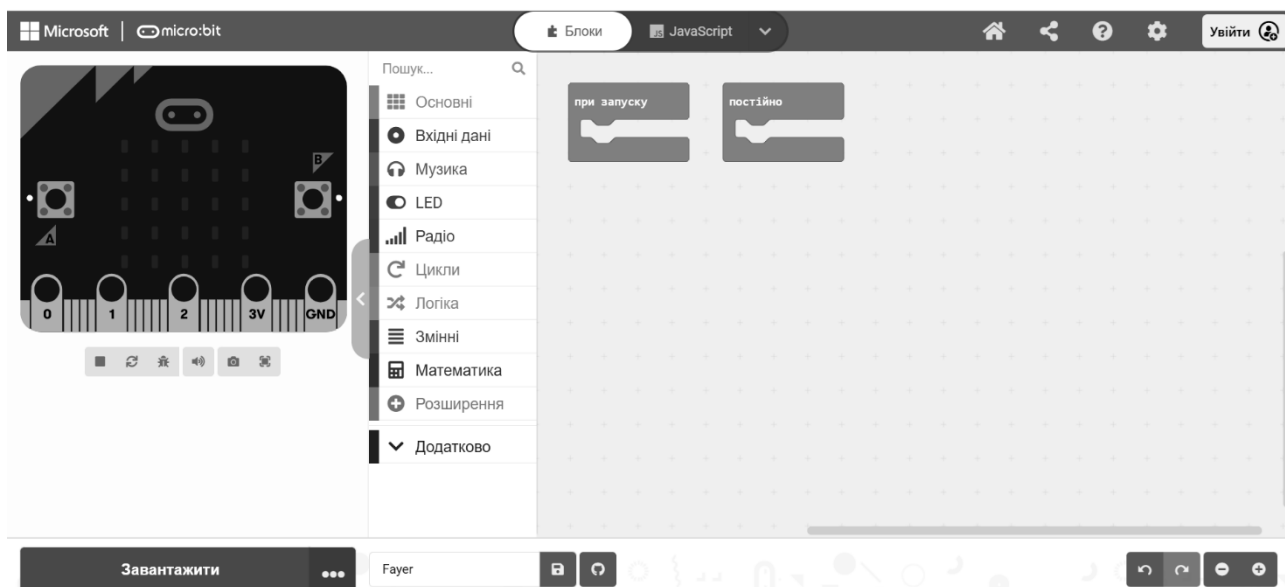 Microsoft micro:bit Блоки JavaScript Увійти
Пошук...
Основні
Вхідні дані
Музика
LED
Радіо
Цикли
Логіка
Змінні
Математика
Розширення
Додатково
B
A
0 1 2 3V GND
при запуску
постійно
Завантажити ... Fayer